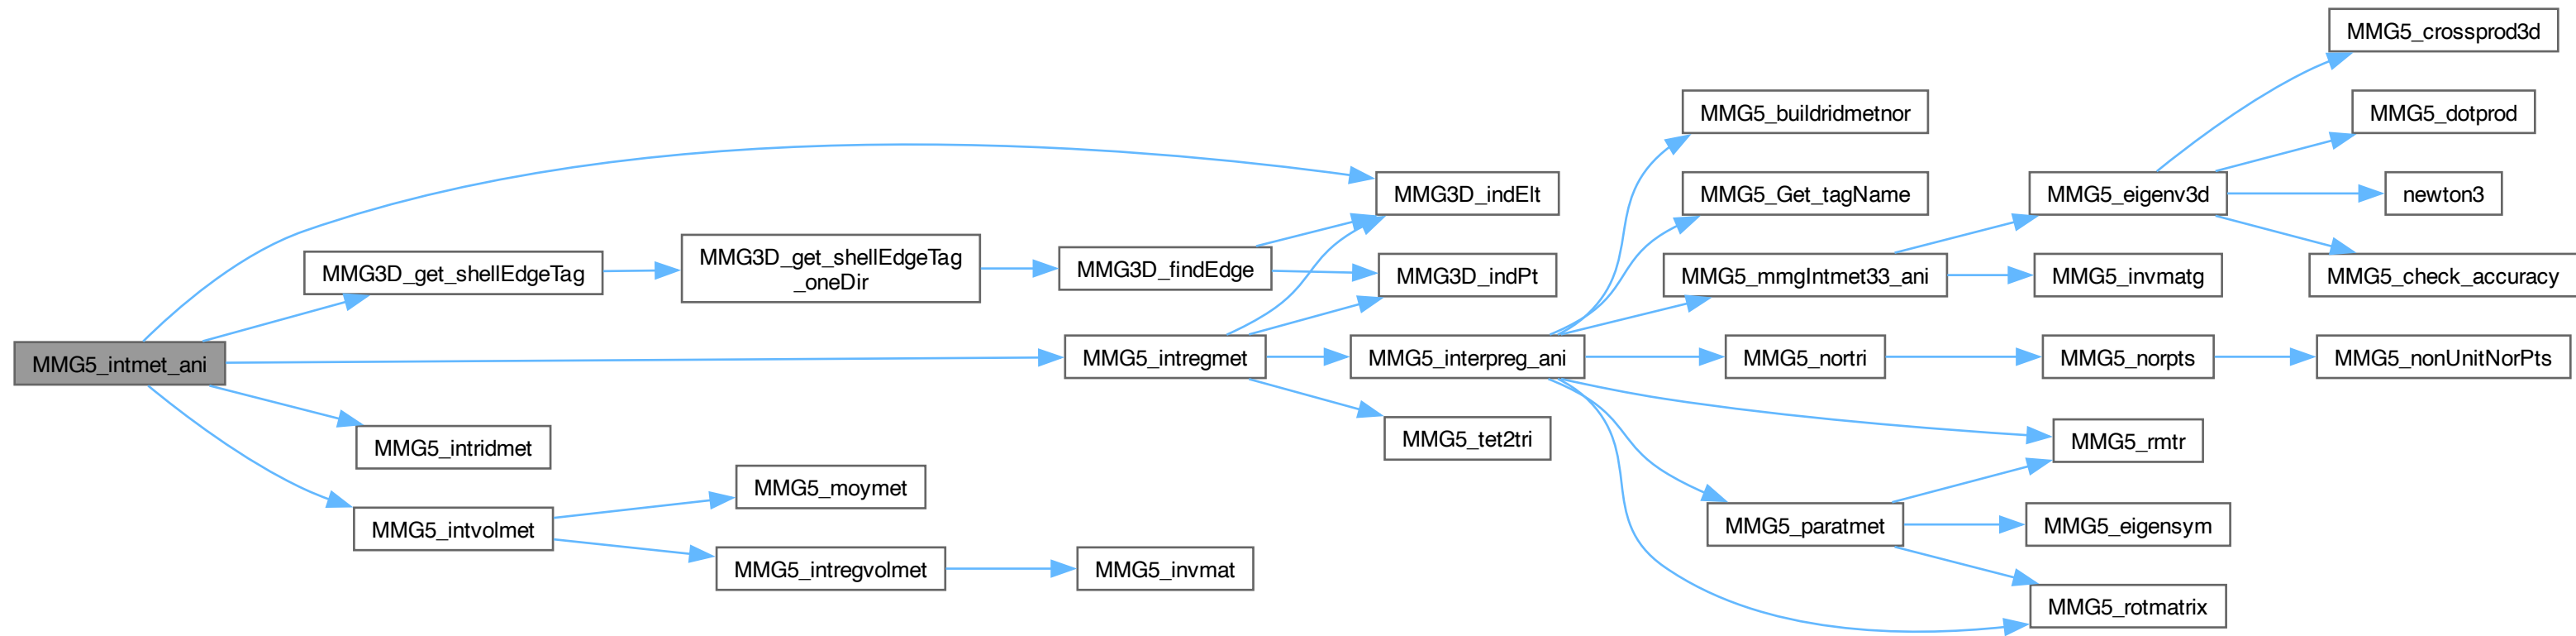 MMG5_intmet_ani
MMG3D_indElt
MMG3D_get_shellEdgeTag
MMG3D_get_shellEdgeTag
_oneDir
MMG3D_findEdge
MMG3D_indPt
MMG5_intregmet
MMG5_interpreg_ani
MMG5_buildridmetnor
MMG5_Get_tagName
MMG5_mmgIntmet33_ani
MMG5_eigenv3d
MMG5_crossprod3d
MMG5_dotprod
newton3
MMG5_check_accuracy
MMG5_invmatg
MMG5_nortri
MMG5_norpts
MMG5_nonUnitNorPts
MMG5_rmtr
MMG5_paratmet
MMG5_eigensym
MMG5_rotmatrix
MMG5_tet2tri
MMG5_intridmet
MMG5_intvolmet
MMG5_moymet
MMG5_intregvolmet
MMG5_invmat